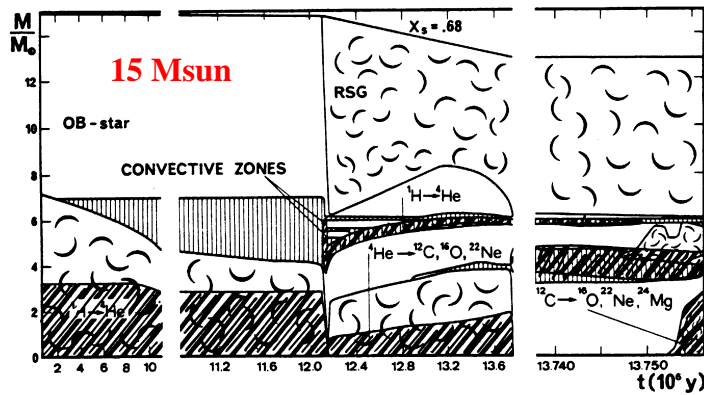 M
M⊙
X_s = .68
15 Msun
RSG
OB-star
CONVECTIVE ZONES
¹H→⁴He
⁴He→¹²C,¹⁶O,²²Ne
¹H→⁴He
¹²C→¹⁶O,²²Ne,²⁴Mg
14
12
10
8
6
4
2
0
2 4 6 8 10
11.2 11.6 12.0 12.4 12.8 13.2 13.6
13.740 13.750
t(10⁶y)